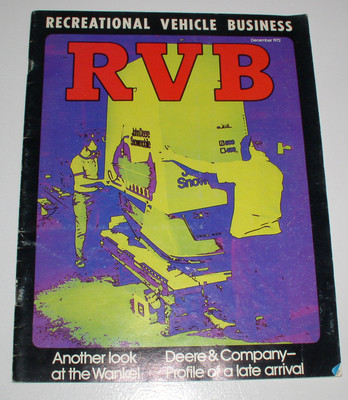 RECREATIONAL VEHICLE BUSINESS
December 1972
RVB
John Deere
Snowmobile
Snowm
Another look
at the Wankel
Deere & Company—
Profile of a late arrival